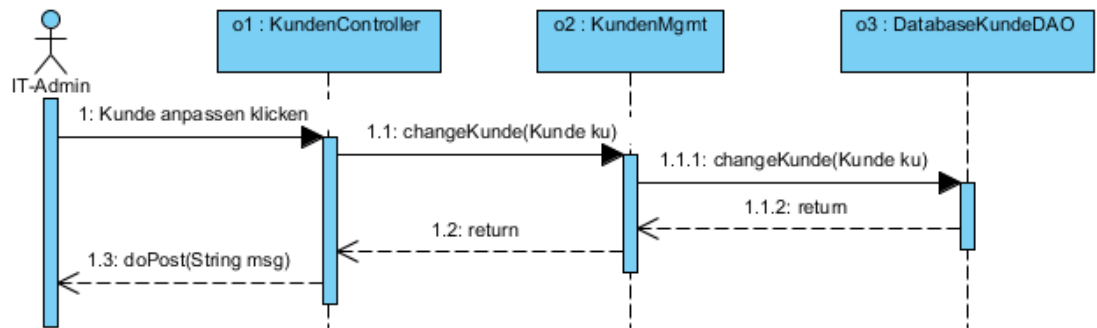 o1 : KundenController
o2 : KundenMgmt
o3 : DatabaseKundeDAO
IT-Admin
1: Kunde anpassen klicken
1.1: changeKunde(Kunde ku)
1.1.1: changeKunde(Kunde ku)
1.1.2: return
1.2: return
1.3: doPost(String msg)